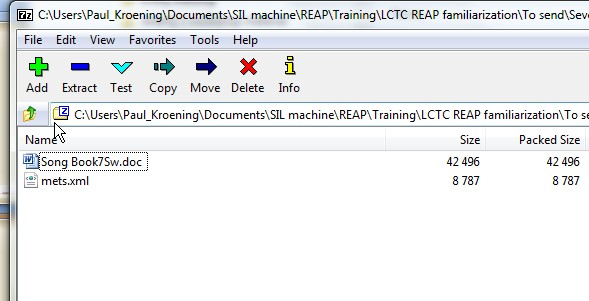 7z C:\Users\Paul_Kroening\Documents\SIL machine\REAP\Training\LCTC REAP familiarization\To send\Seve
File Edit View Favorites Tools Help
Add Extract Test Copy Move Delete Info
C:\Users\Paul_Kroening\Documents\SIL machine\REAP\Training\LCTC REAP familiarization\To se
Name Size Packed Size
Song Book7Sw.doc 42 496 42 496
mets.xml 8 787 8 787